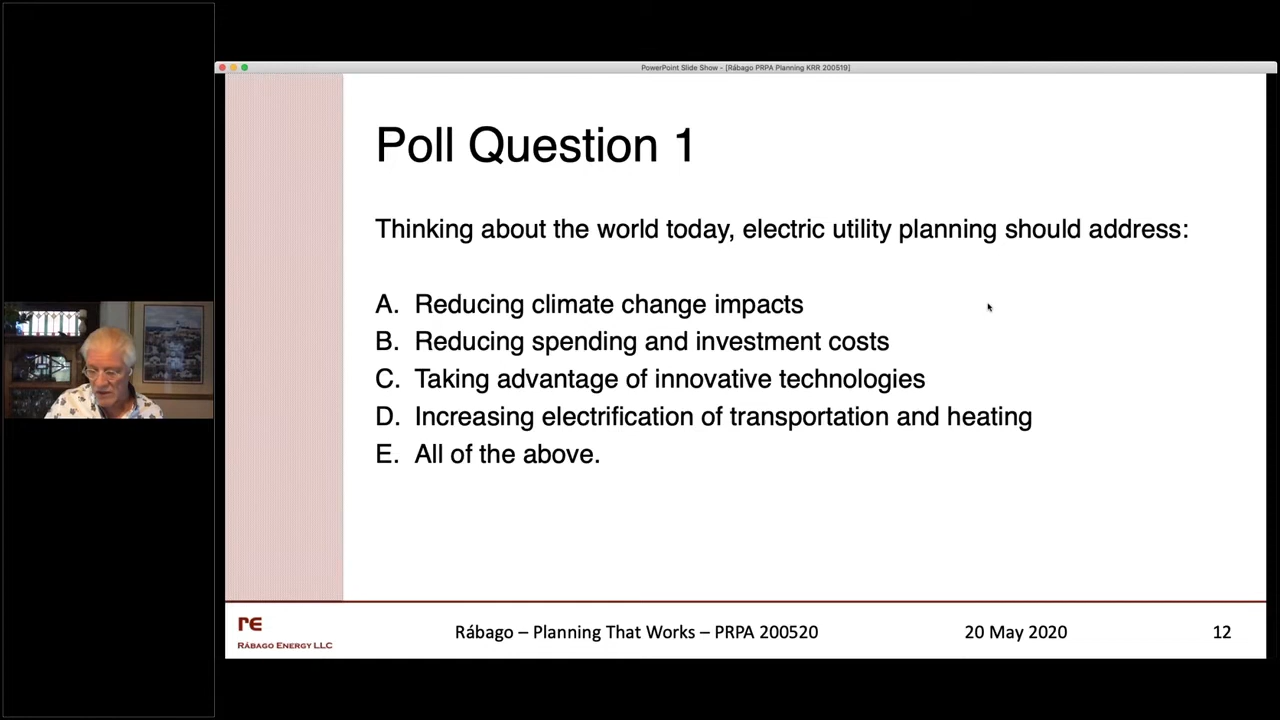 PowerPoint Slide Show - [Rábago PRPA Planning KRR 200519]
Poll Question 1
Thinking about the world today, electric utility planning should address:
A. Reducing climate change impacts
B. Reducing spending and investment costs
C. Taking advantage of innovative technologies
D. Increasing electrification of transportation and heating
E. All of the above.
re
RÁBAGO ENERGY LLC
Rábago – Planning That Works – PRPA 200520
20 May 2020
12